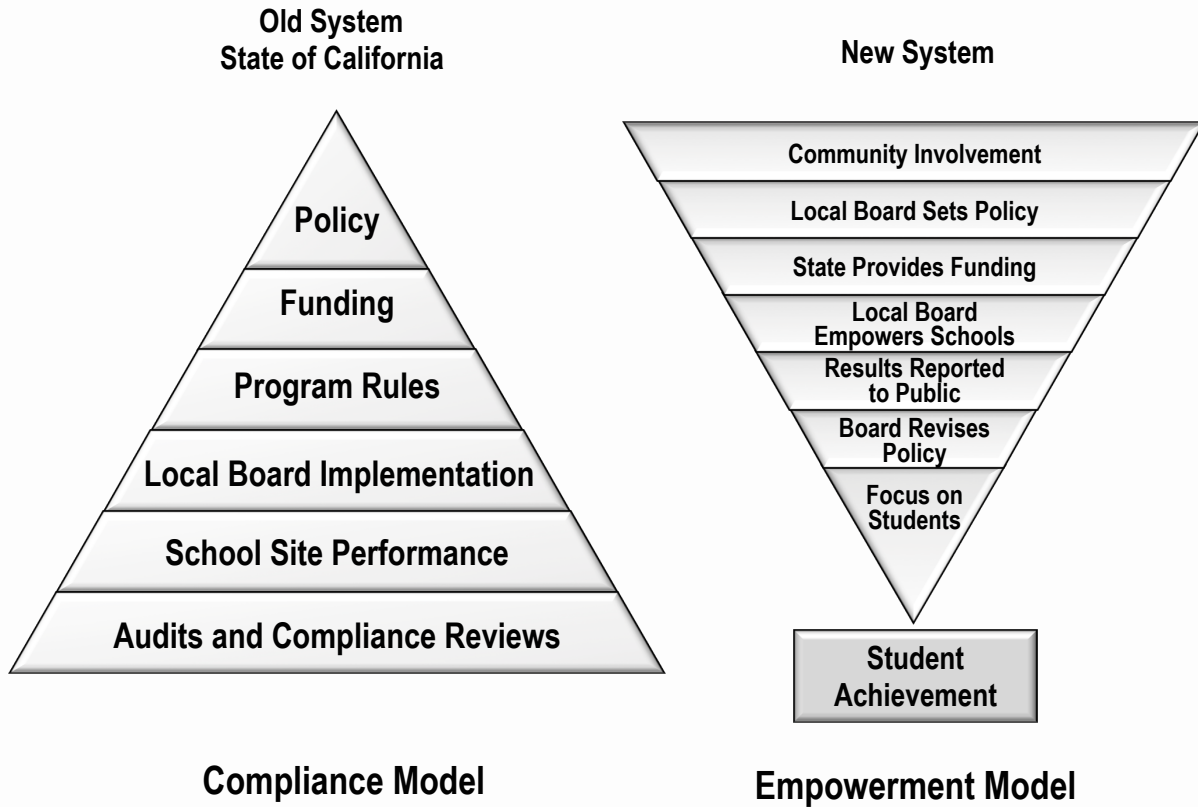 Old System
State of California
Policy
Funding
Program Rules
Local Board Implementation
School Site Performance
Audits and Compliance Reviews
Compliance Model
New System
Community Involvement
Local Board Sets Policy
State Provides Funding
Local Board
Empowers Schools
Results Reported
to Public
Board Revises
Policy
Focus on
Students
Student
Achievement
Empowerment Model